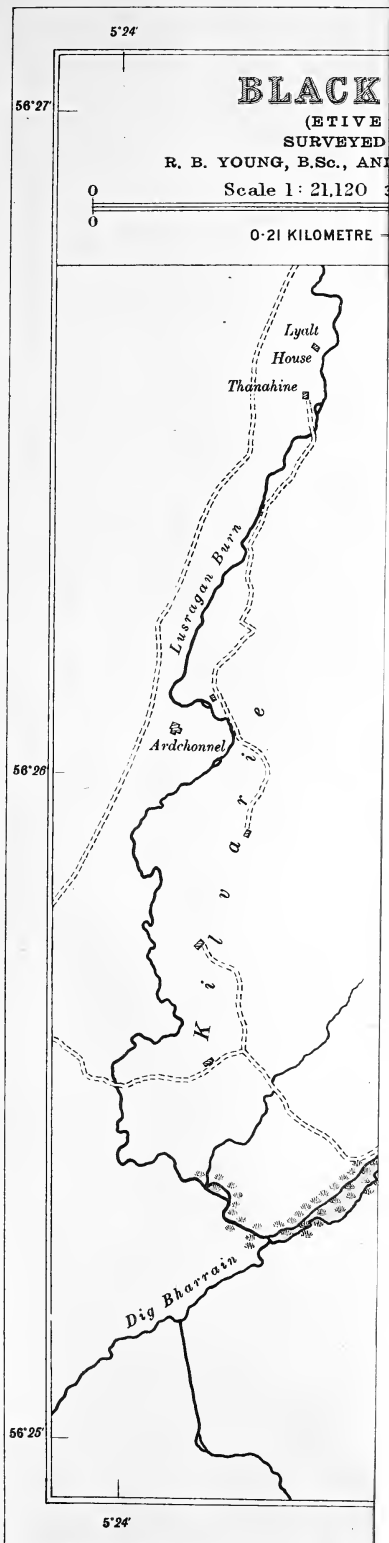 5°24′
56°27′
BLACK
(ETIVE
SURVEYED
R. B. YOUNG, B.Sc., AN
Scale 1: 21,120
0
0
0·21 KILOMETRE
Lyalt
House
Thanahine
Lusragan Burn
Ardchonnel
56°26′
Kilvarie
Dig Bharrain
56°25′
5°24′